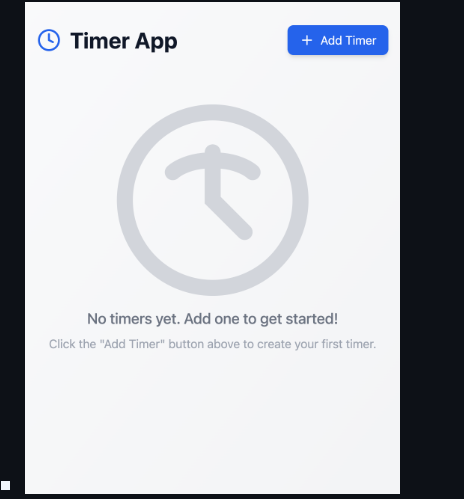 Timer App
Add Timer
No timers yet. Add one to get started!
Click the "Add Timer" button above to create your first timer.